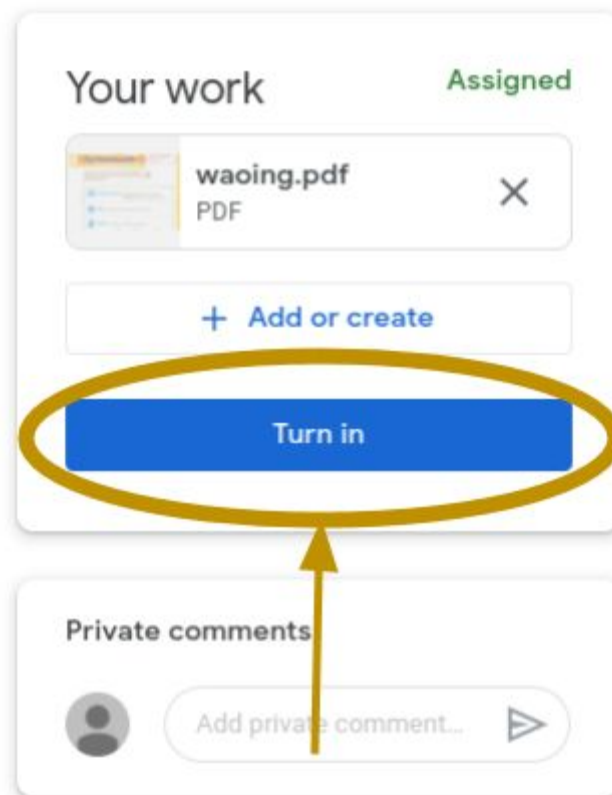 Your work
Assigned
waoing.pdf
PDF
+ Add or create
Turn in
Private comments
Add private comment...